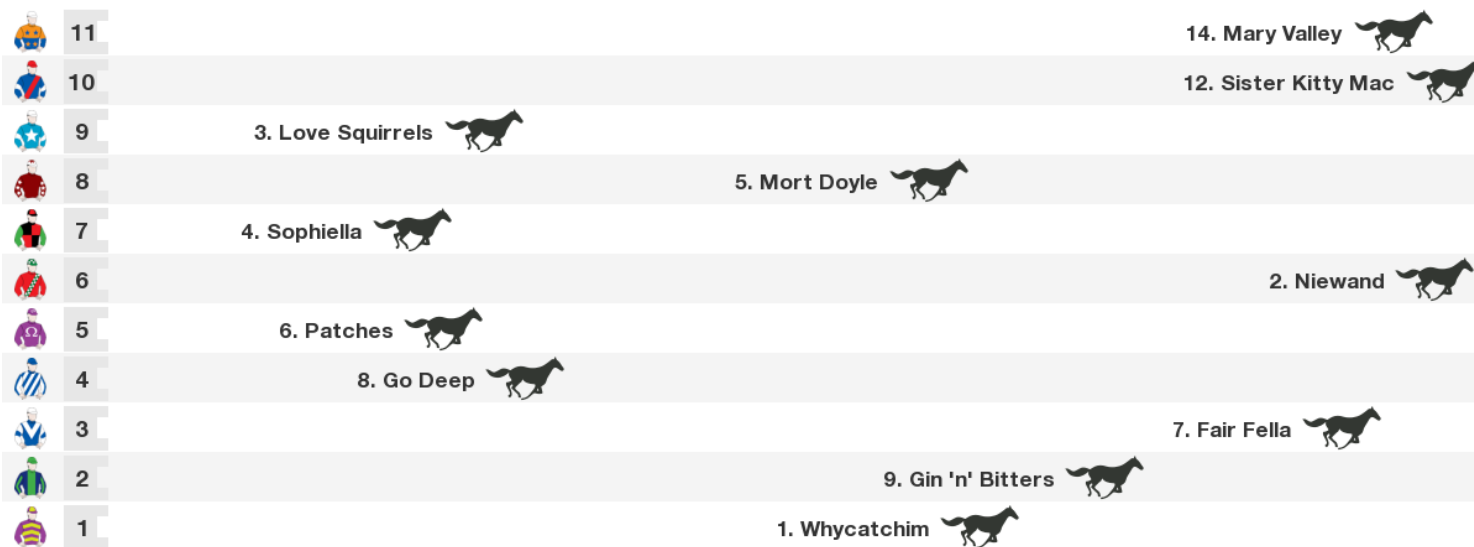 11 14. Mary Valley
10 12. Sister Kitty Mac
9 3. Love Squirrels
8 5. Mort Doyle
7 4. Sophiella
6 2. Niewand
5 Ω 6. Patches
4 8. Go Deep
3 7. Fair Fella
2 9. Gin 'n' Bitters
1 1. Whycatchim